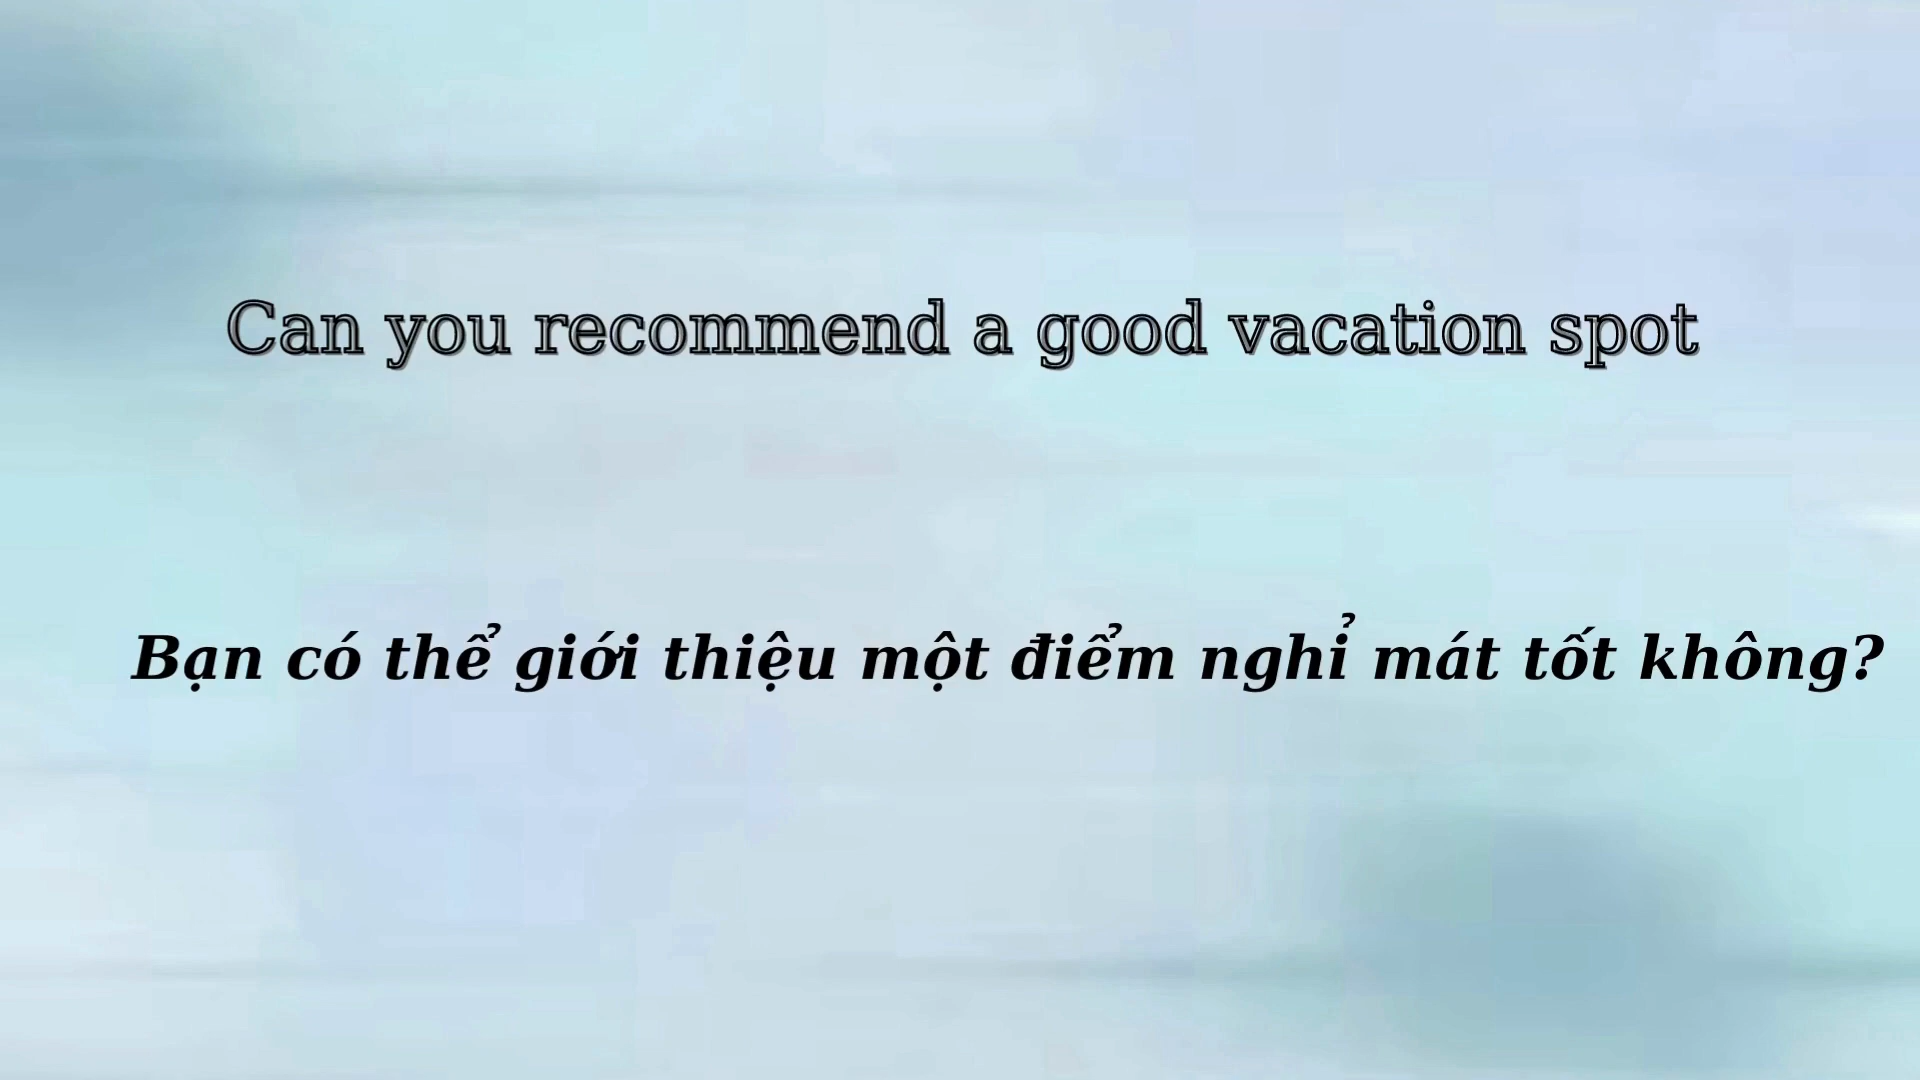 Can you recommend a good vacation spot
Bạn có thể giới thiệu một điểm nghỉ mát tốt không?